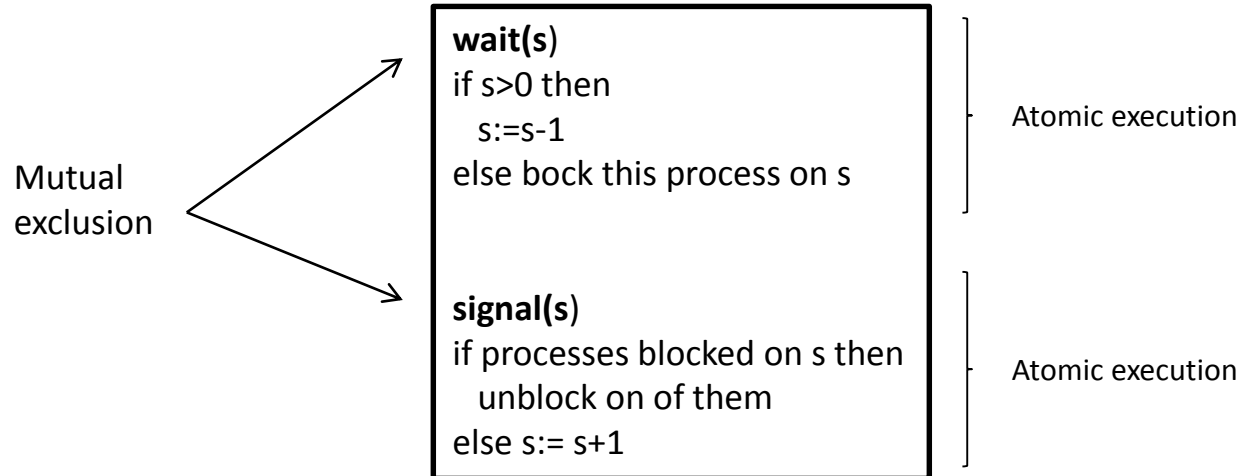 Mutual
exclusion
wait(s)
if s>0 then
s:=s-1
else bock this process on s
signal(s)
if processes blocked on s then
unblock on of them
else s:= s+1
Atomic execution
Atomic execution